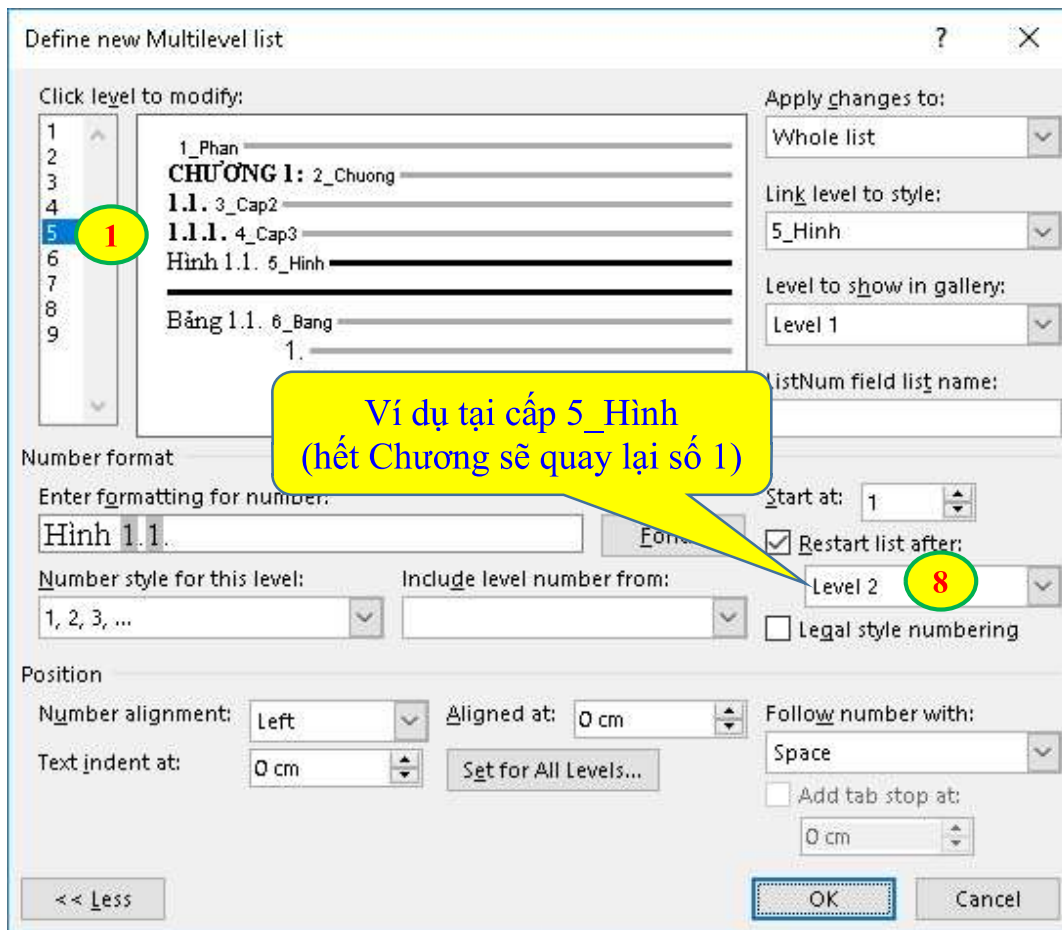 Define new Multilevel list
?
Click level to modify:
1
2
3
4
5
6
7
8
9
1
1_Phan
CHƯƠNG 1: 2_Chuong
1.1. 3_Cap2
1.1.1. 4_Cap3
Hình 1.1. 5_Hinh
Bảng 1.1. 6_Bang
1.
Apply changes to:
Whole list
Link level to style:
5_Hinh
Level to show in gallery:
Level 1
ListNum field list name:
Ví dụ tại cấp 5_Hình
(hết Chương sẽ quay lại số 1)
Number format
Enter formatting for number:
Hình 1.1.
Font...
Start at: 1
Restart list after:
Level 2
8
Legal style numbering
Number style for this level:
1, 2, 3, ...
Include level number from:
Position
Number alignment: Left
Aligned at: 0 cm
Text indent at: 0 cm
Set for All Levels...
Follow number with:
Space
Add tab stop at:
0 cm
<< Less
OK
Cancel